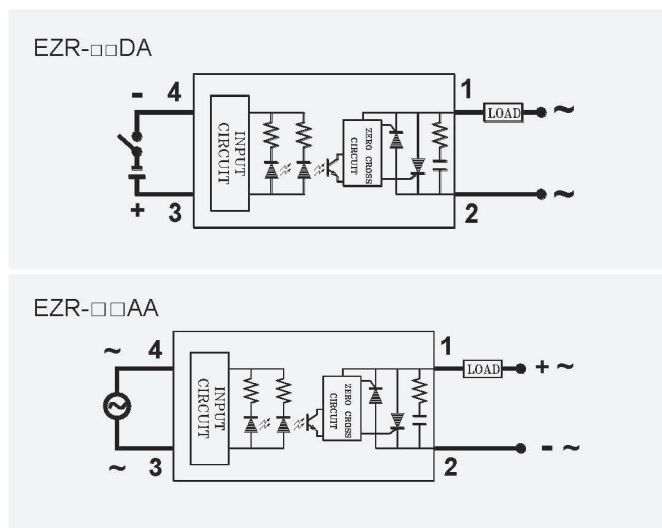 EZR-□□DA
- 4
1
LOAD ~
INPUT
CIRCUIT
ZERO CROSS
CIRCUIT
+ 3
2 ~
EZR-□□AA
~ 4
1
LOAD + ~
INPUT
CIRCUIT
ZERO CROSS
CIRCUIT
~ 3
2 - ~